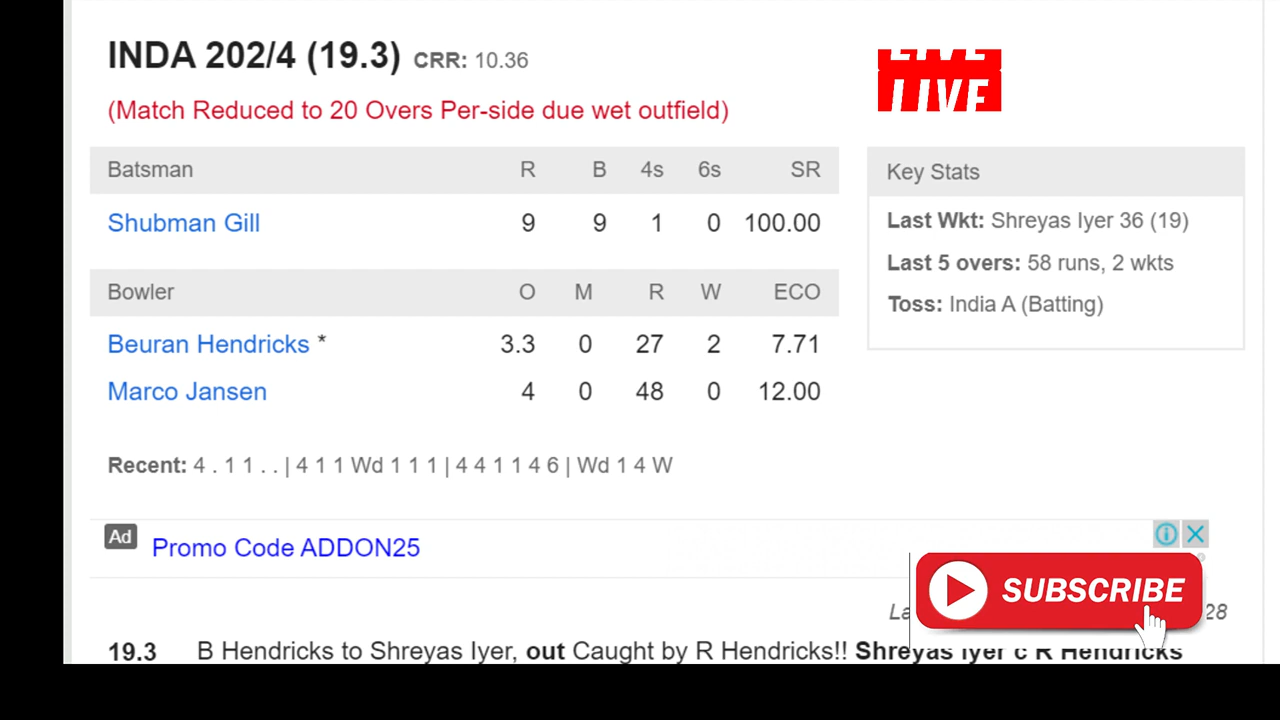 INDA 202/4 (19.3) CRR: 10.36
LIVE
(Match Reduced to 20 Overs Per-side due wet outfield)
Batsman R B 4s 6s SR
Shubman Gill 9 9 1 0 100.00
Bowler O M R W ECO
Beuran Hendricks * 3.3 0 27 2 7.71
Marco Jansen 4 0 48 0 12.00
Key Stats
Last Wkt: Shreyas Iyer 36 (19)
Last 5 overs: 58 runs, 2 wkts
Toss: India A (Batting)
Recent: 4 . 1 1 . . | 4 1 1 Wd 1 1 1 | 4 4 1 1 4 6 | Wd 1 4 W
Ad Promo Code ADDON25
SUBSCRIBE
La 28
19.3 B Hendricks to Shreyas Iyer, out Caught by R Hendricks!! Shreyas Iyer c R Hendricks